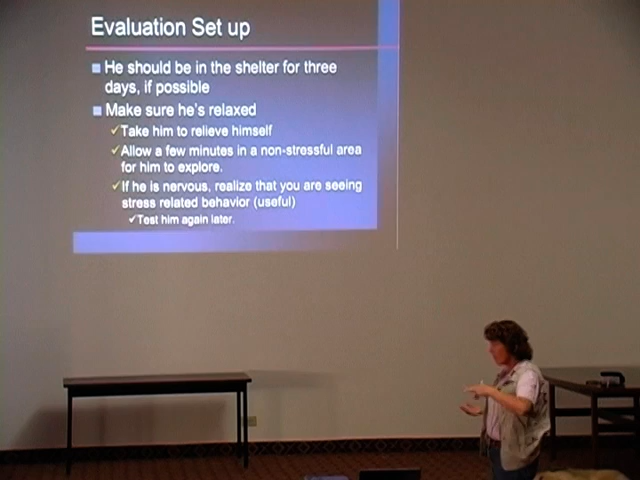 Evaluation Set up
He should be in the shelter for three
days, if possible
Make sure he's relaxed
Take him to relieve himself
Allow a few minutes in a non-stressful area
for him to explore.
If he is nervous, realize that you are seeing
stress related behavior (useful)
Test him again later.